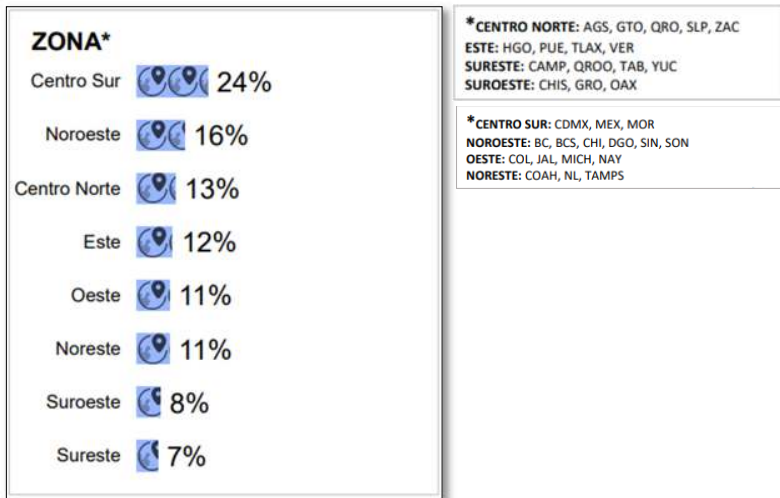 ZONA*
Centro Sur 24%
Noroeste 16%
Centro Norte 13%
Este 12%
Oeste 11%
Noreste 11%
Suroeste 8%
Sureste 7%
*CENTRO NORTE: AGS, GTO, QRO, SLP, ZAC
ESTE: HGO, PUE, TLAX, VER
SURESTE: CAMP, QROO, TAB, YUC
SUROESTE: CHIS, GRO, OAX
*CENTRO SUR: CDMX, MEX, MOR
NOROESTE: BC, BCS, CHI, DGO, SIN, SON
OESTE: COL, JAL, MICH, NAY
NORESTE: COAH, NL, TAMPS